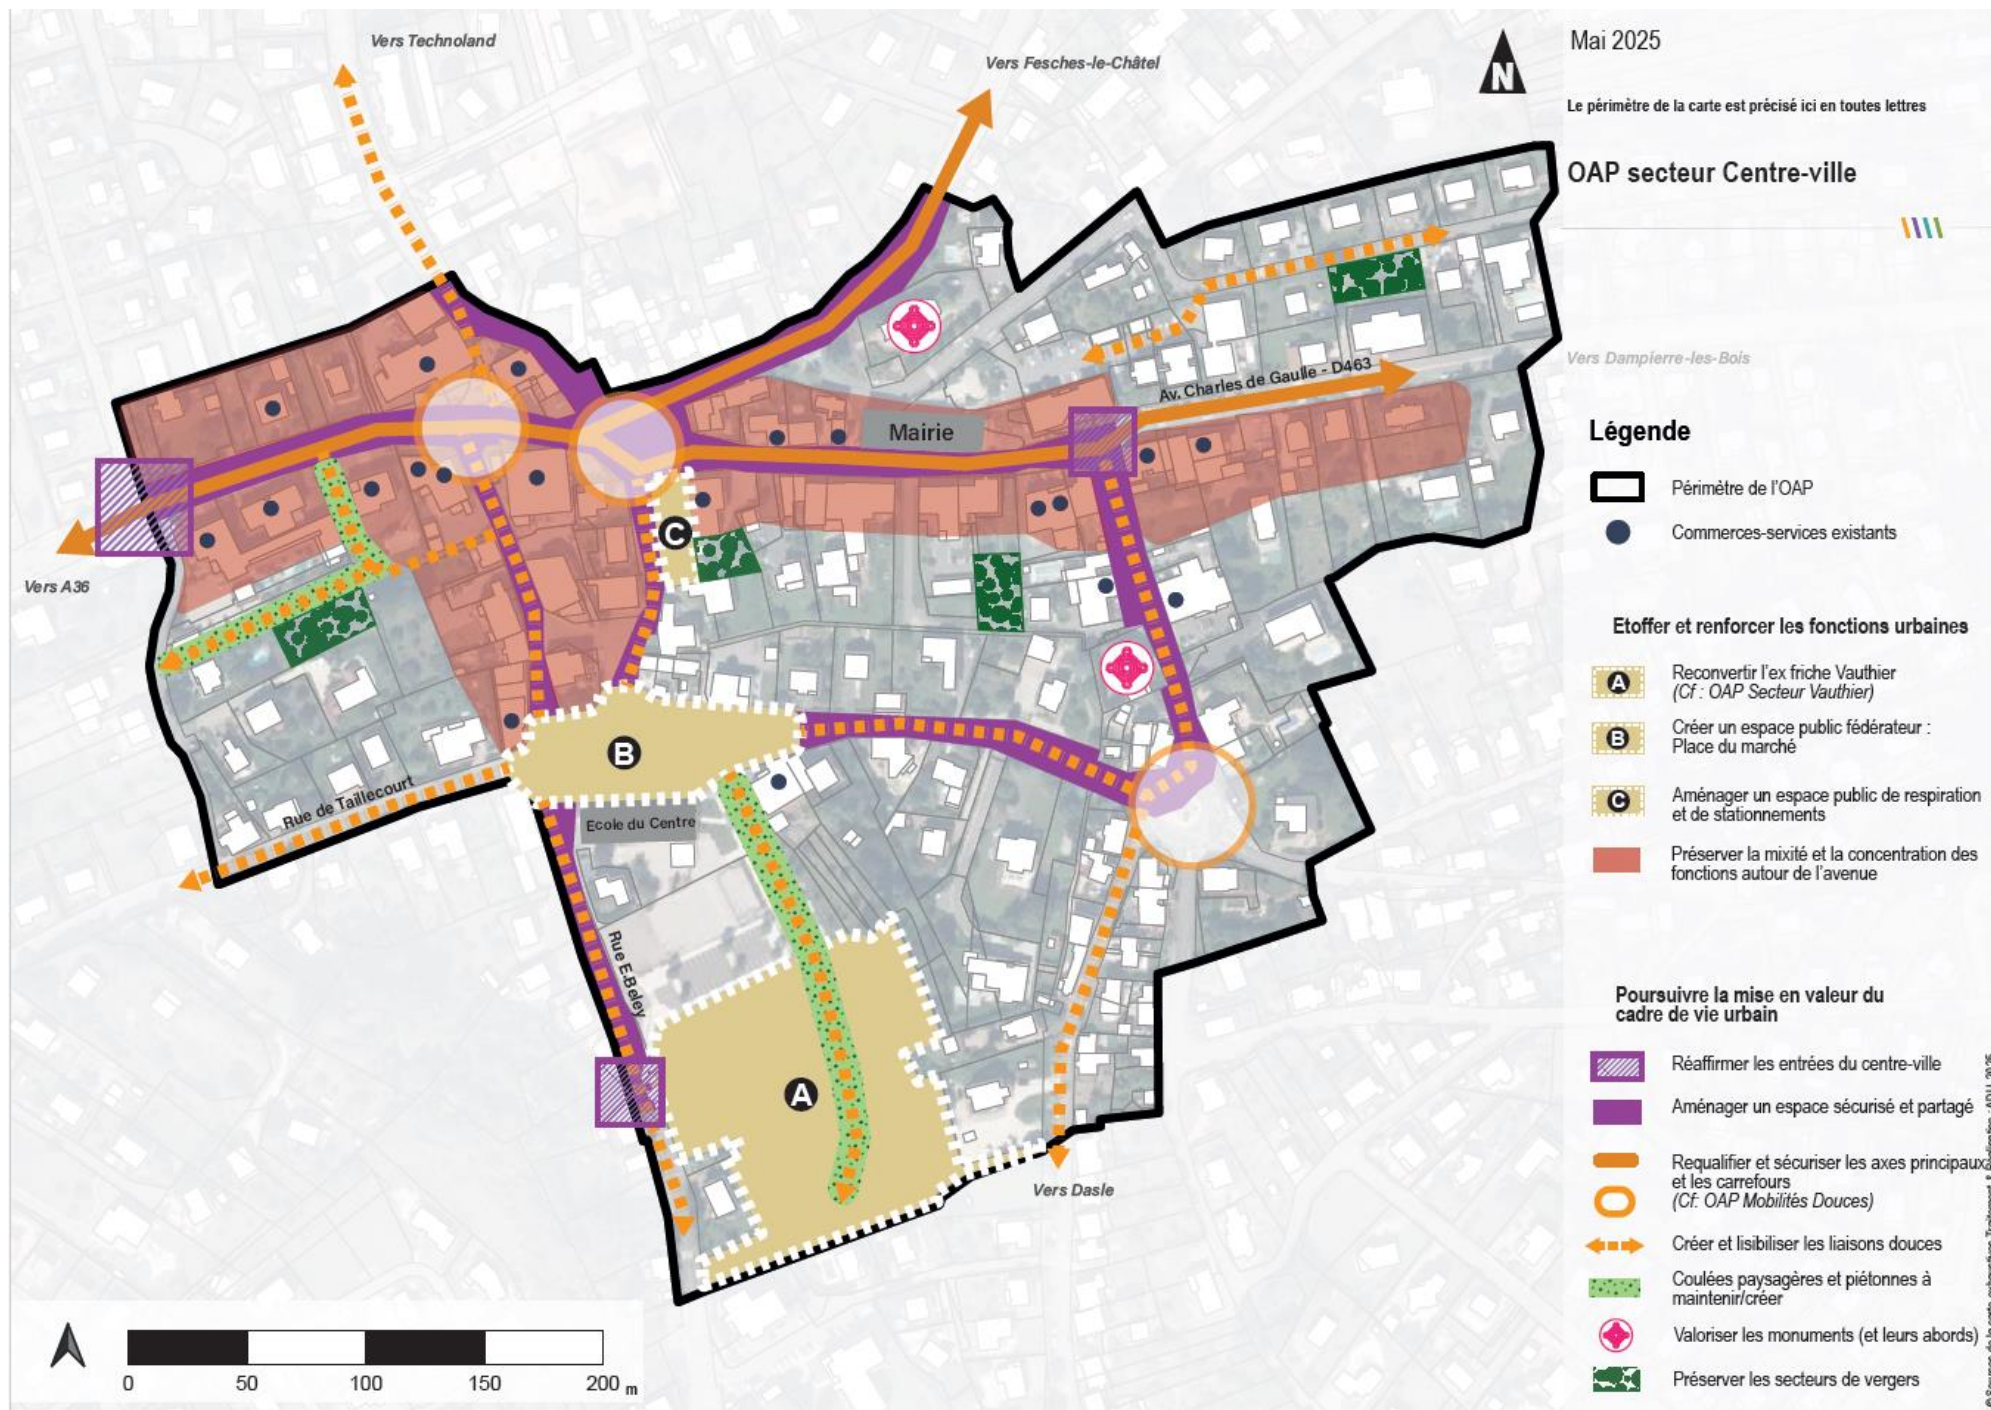 Vers Technoland
Vers Fesches-le-Châtel
N
Mai 2025
Le périmètre de la carte est précisé ici en toutes lettres
OAP secteur Centre-ville
Vers Dampierre-les-Bois
Av. Charles de Gaulle - D463
Mairie
C
Vers A36
B
Rue de Taillecourt
Ecole du Centre
Rue E.Beley
A
Vers Dasle
0 50 100 150 200 m
Légende
Périmètre de l'OAP
Commerces-services existants
Etoffer et renforcer les fonctions urbaines
A
Reconvertir l'ex friche Vauthier
(Cf : OAP Secteur Vauthier)
B
Créer un espace public fédérateur :
Place du marché
C
Aménager un espace public de respiration
et de stationnements
Préserver la mixité et la concentration des
fonctions autour de l'avenue
Poursuivre la mise en valeur du
cadre de vie urbain
Réaffirmer les entrées du centre-ville
Aménager un espace sécurisé et partagé
Requalifier et sécuriser les axes principaux
et les carrefours
(Cf: OAP Mobilités Douces)
Créer et lisibiliser les liaisons douces
Coulées paysagères et piétonnes à
maintenir/créer
Valoriser les monuments (et leurs abords)
Préserver les secteurs de vergers